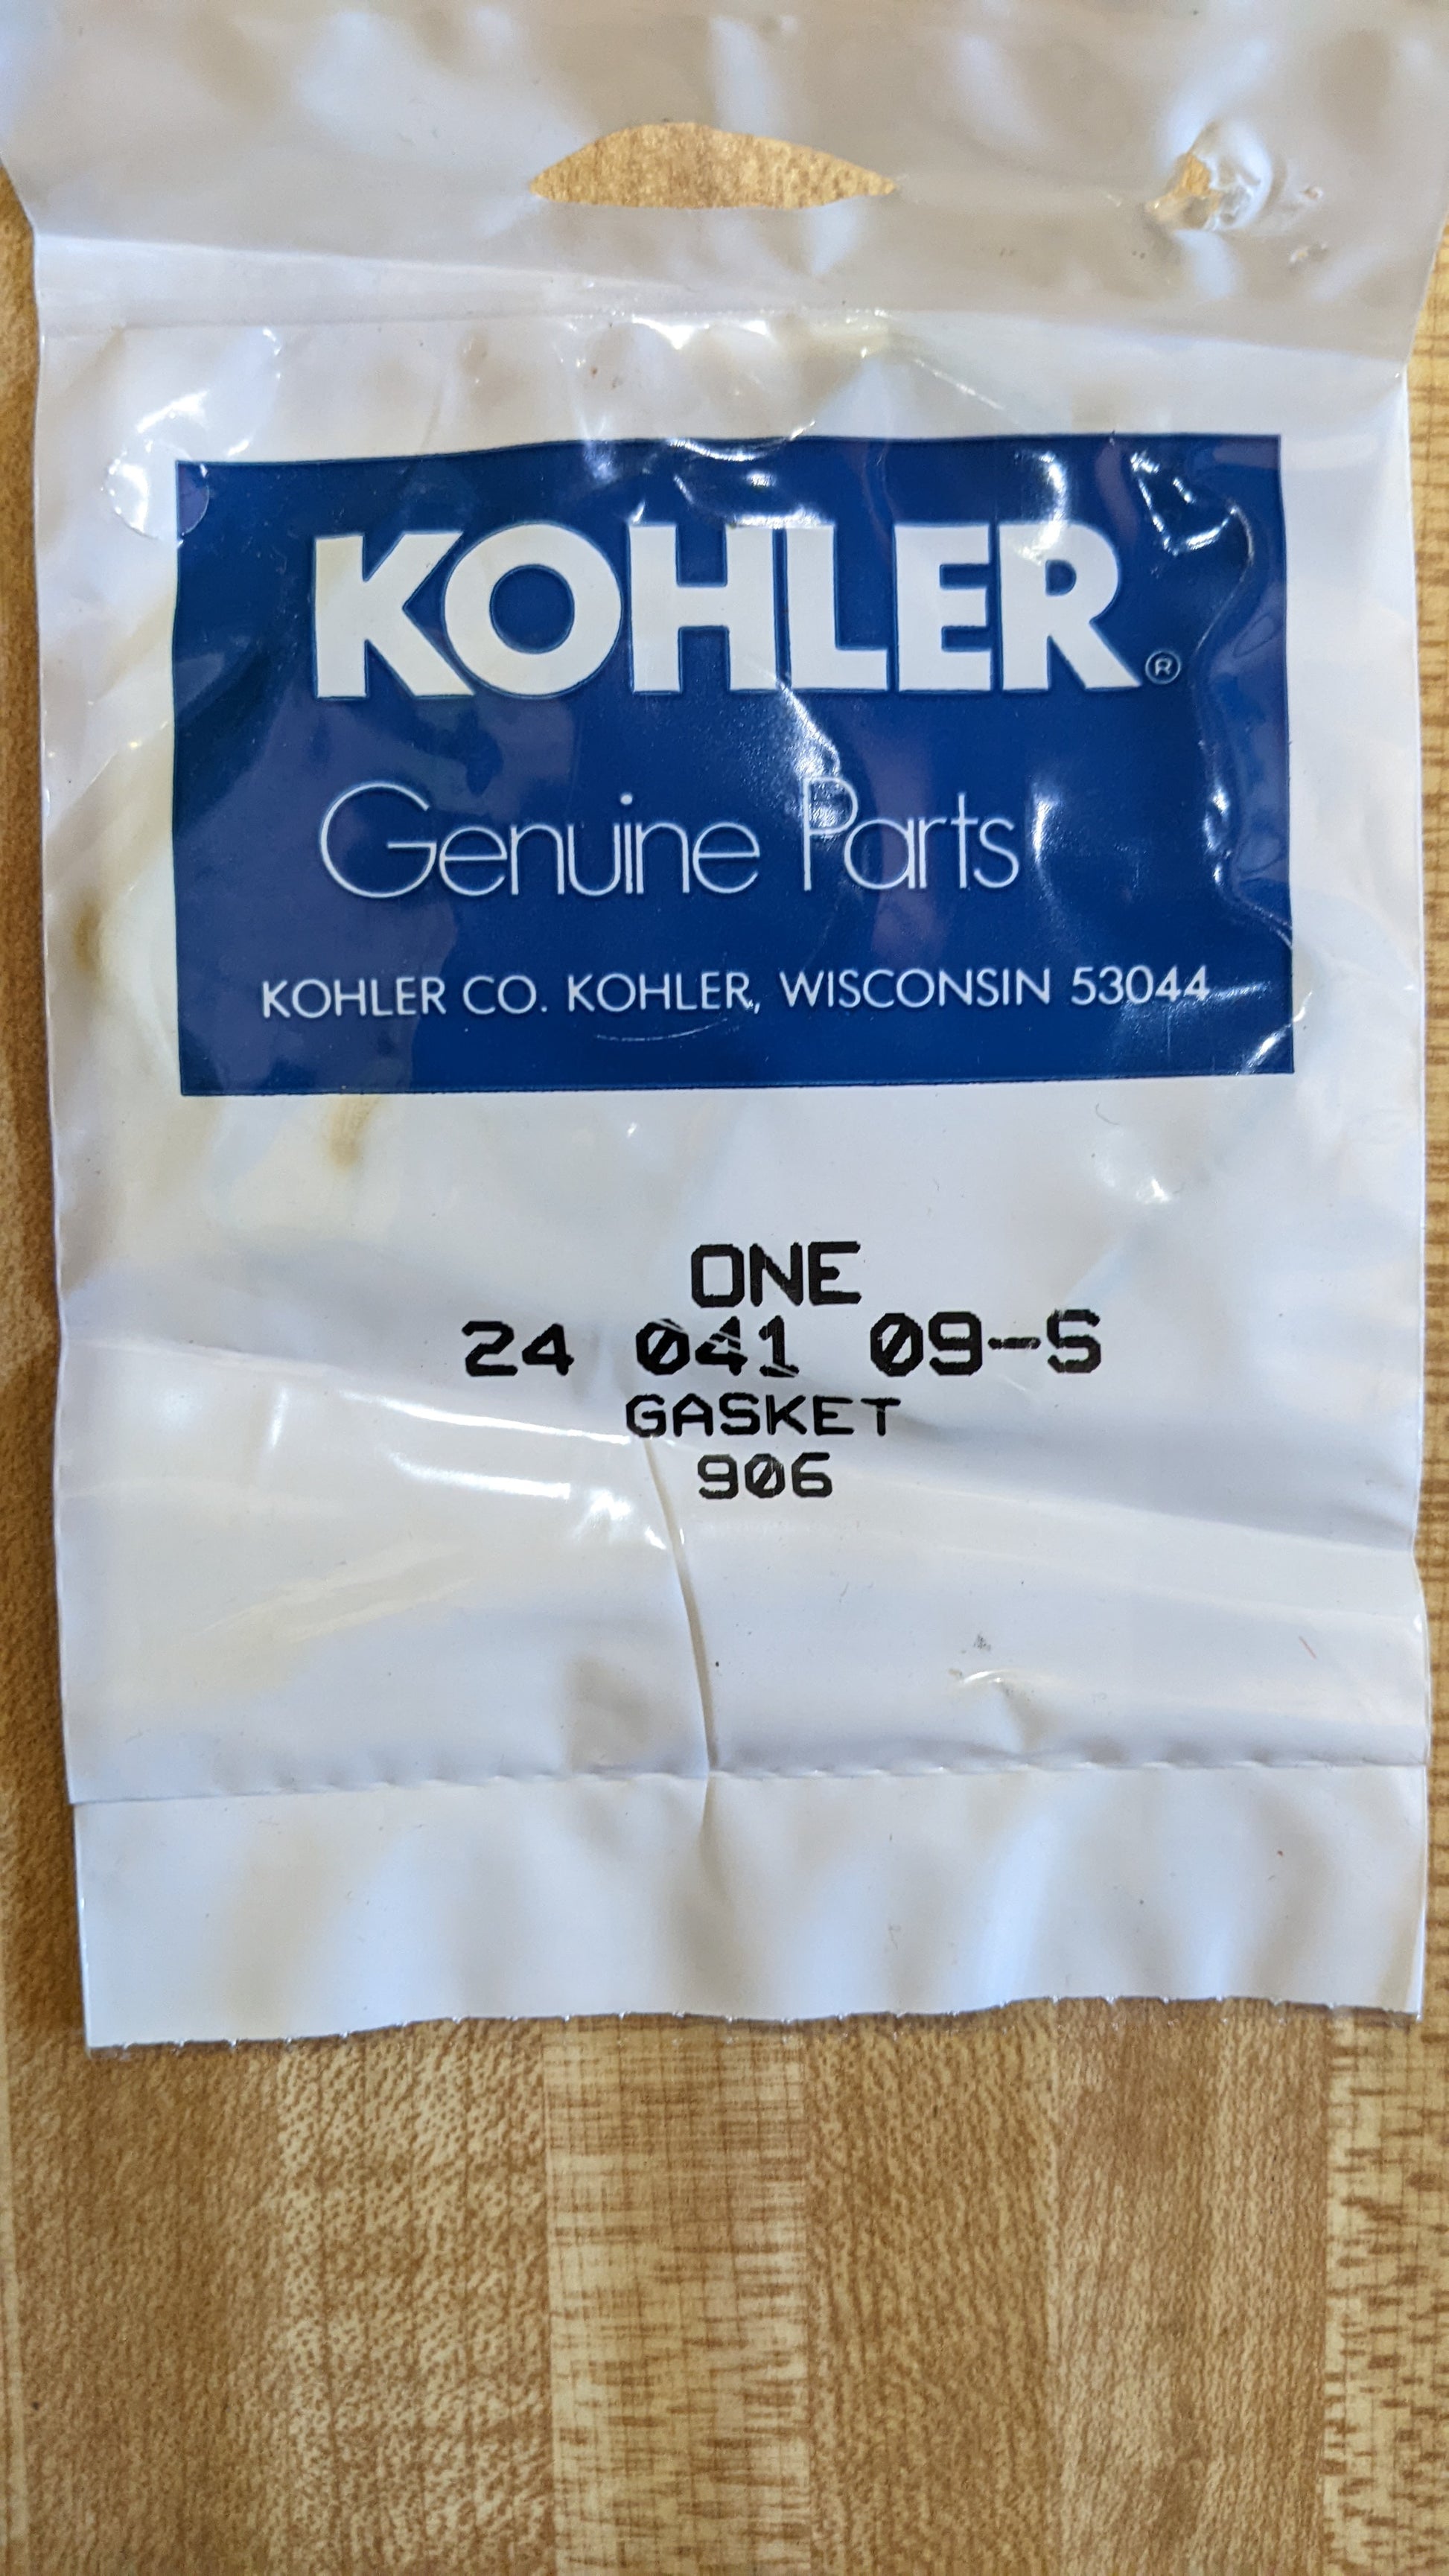 KOHLER®
Genuine Parts
KOHLER CO. KOHLER, WISCONSIN 53044
ONE
24 041 09-S
GASKET
906